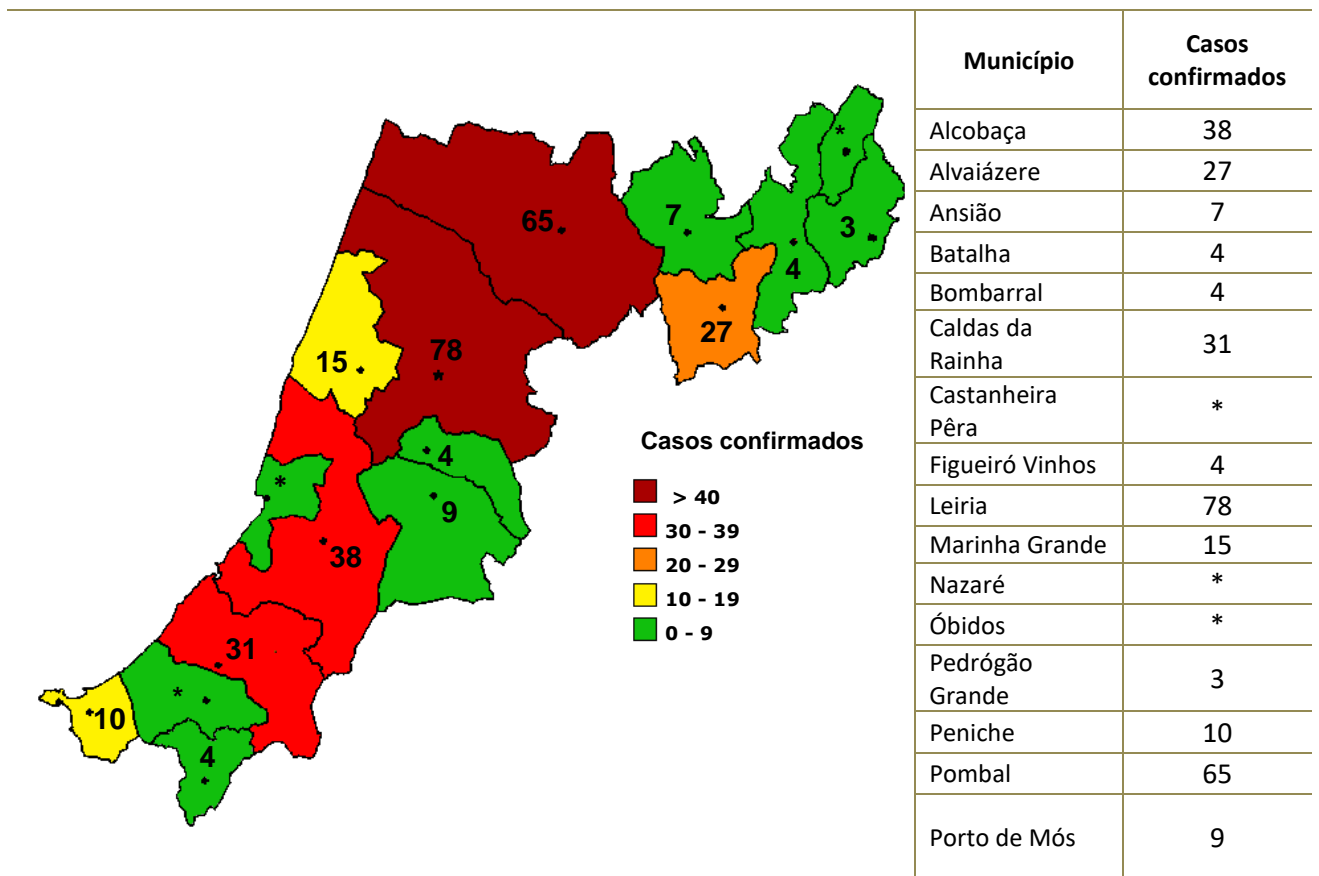 *
65
7
3
4
27
15
78
*
4
*
9
38
31
*
10
4
Casos confirmados
> 40
30 - 39
20 - 29
10 - 19
0 - 9
Município
Casos
confirmados
Alcobaça 38
Alvaiázere 27
Ansião 7
Batalha 4
Bombarral 4
Caldas da
Rainha
31
Castanheira
Pêra
*
Figueiró Vinhos 4
Leiria 78
Marinha Grande 15
Nazaré *
Óbidos *
Pedrógão
Grande
3
Peniche 10
Pombal 65
Porto de Mós 9